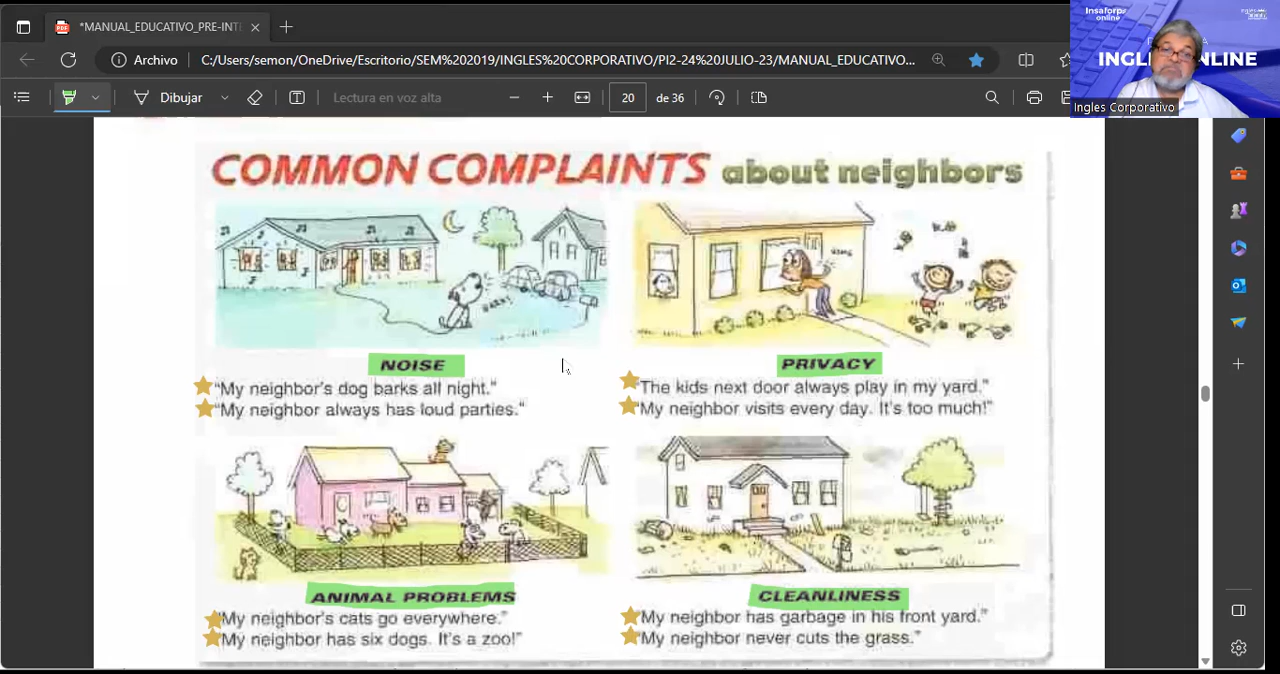 *MANUAL_EDUCATIVO_PRE-INT
Archivo
C:/Users/semon/OneDrive/Escritorio/SEM%202019/INGLES%20CORPORATIVO/PI2-24%20JULIO-23/MANUAL_EDUCATIVO...
Dibujar
Lectura en voz alta
20
de 36
Insaforp
online
INGL
NLINE
Ingles Corporativo
COMMON COMPLAINTS about neighbors
NOISE
"My neighbor's dog barks all night."
"My neighbor always has loud parties."
PRIVACY
"The kids next door always play in my yard."
"My neighbor visits every day. It's too much!"
ANIMAL PROBLEMS
"My neighbor's cats go everywhere."
"My neighbor has six dogs. It's a zoo!"
CLEANLINESS
"My neighbor has garbage in his front yard."
"My neighbor never cuts the grass."